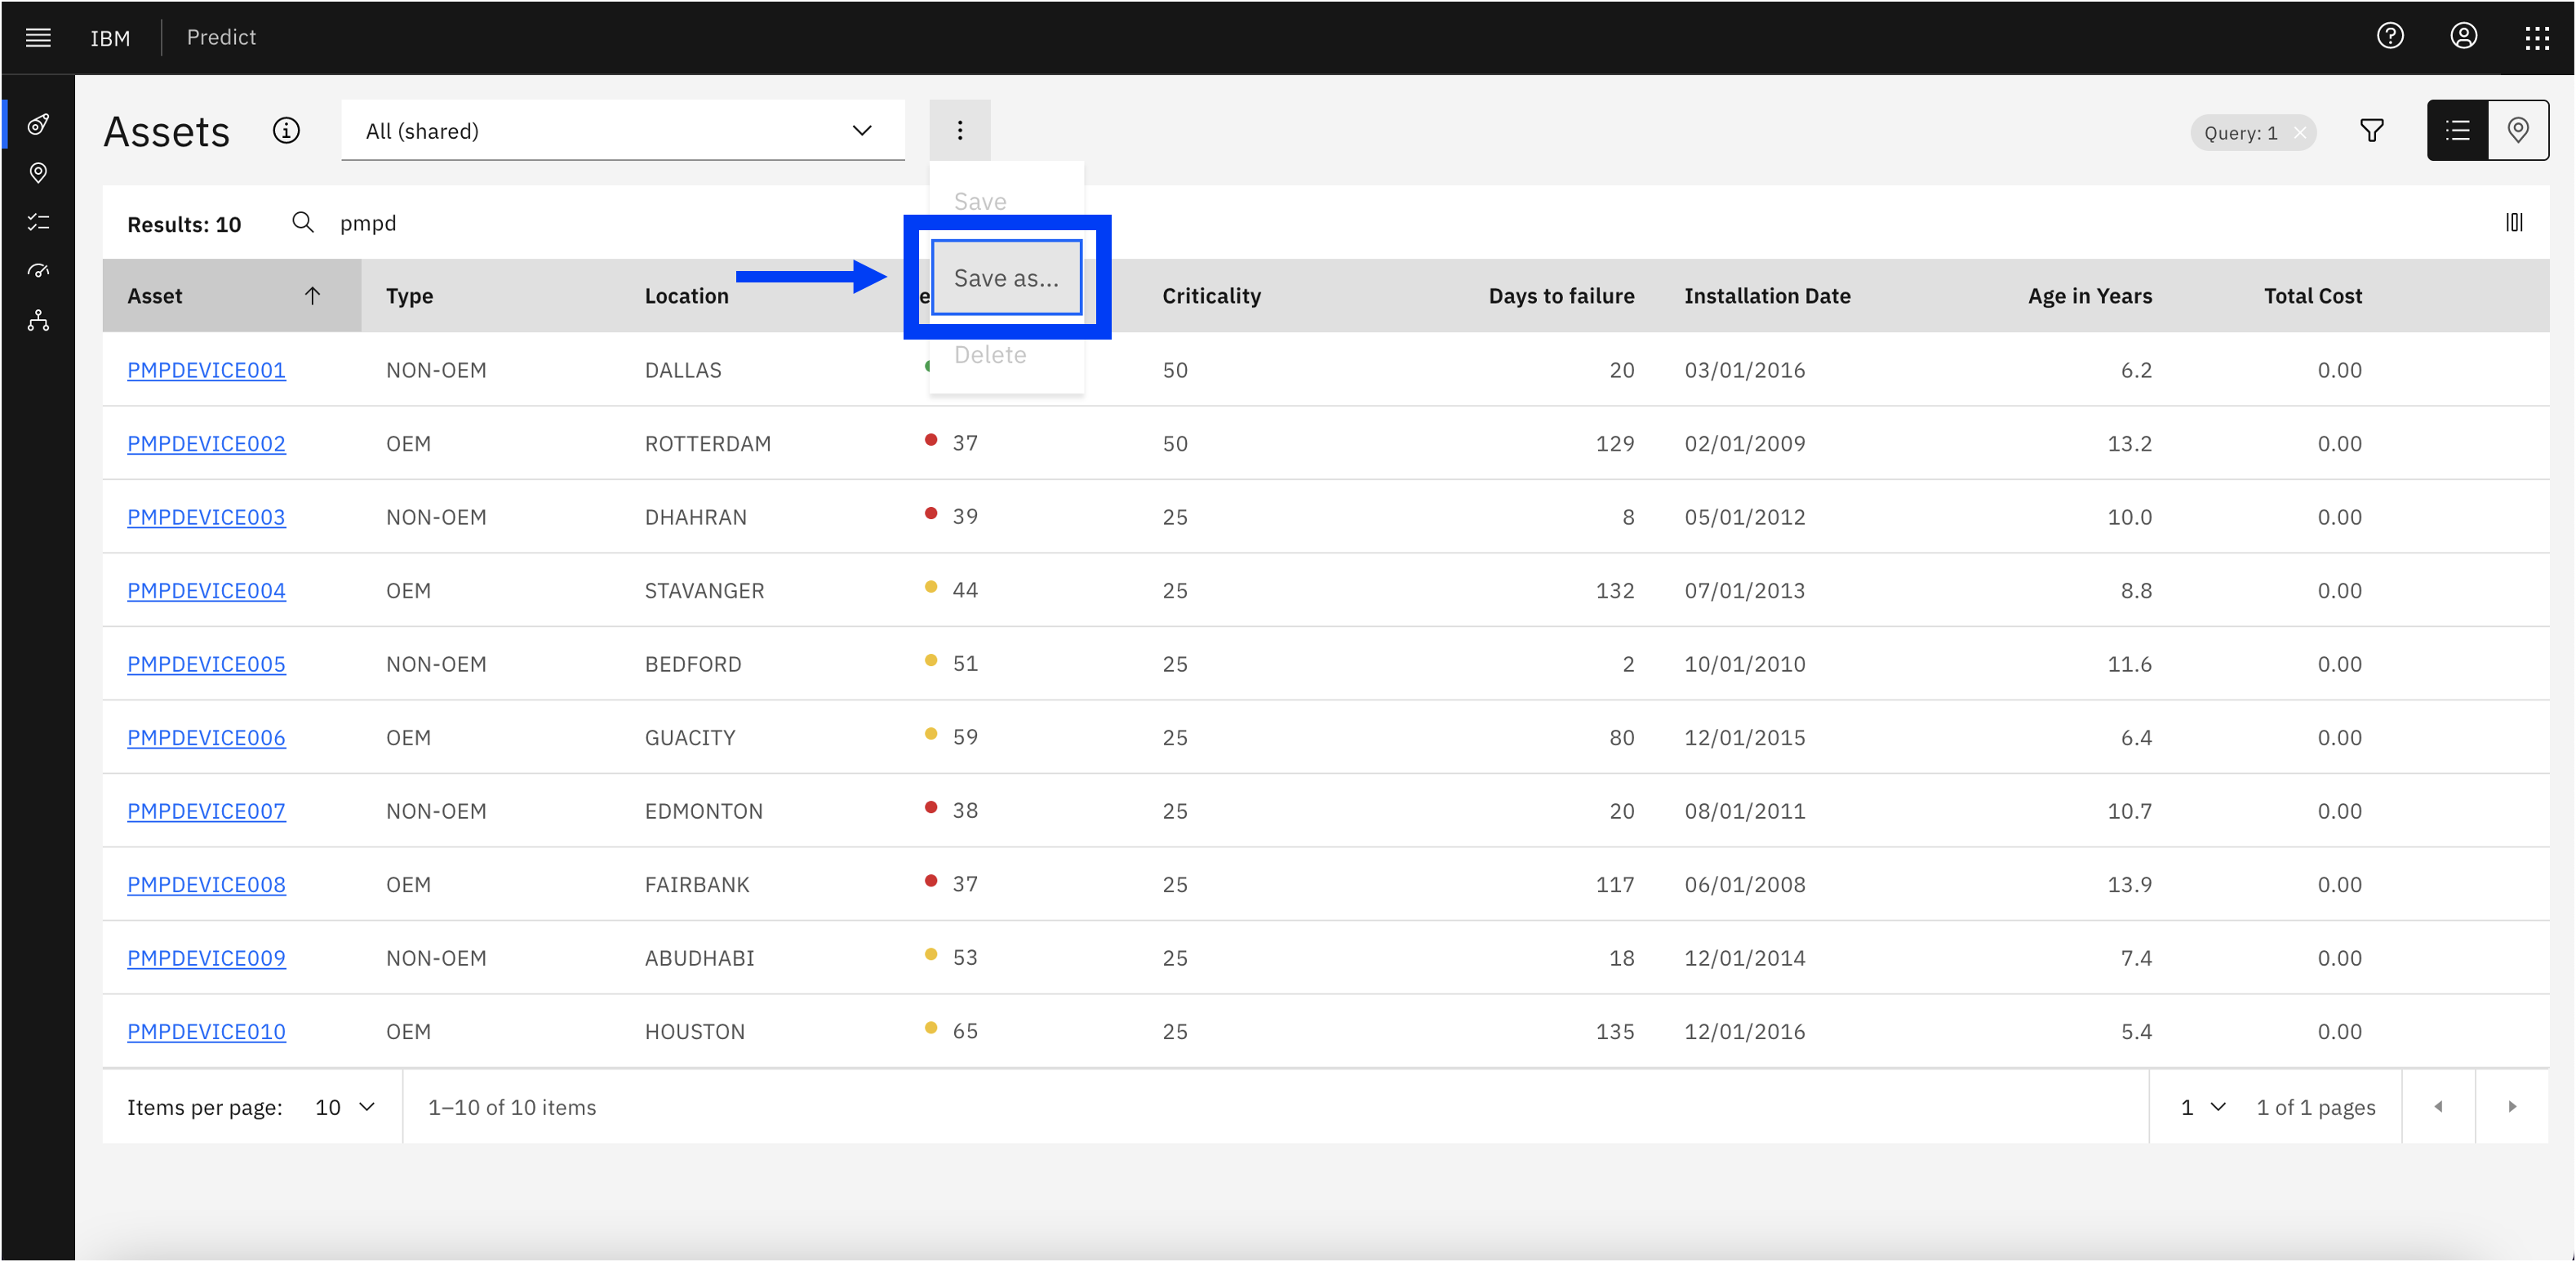 IBM Predict
Assets All (shared) Query: 1
Save
Results: 10 pmpd
Save as...
Asset Type Location Criticality Days to failure Installation Date Age in Years Total Cost
Delete
PMPDEVICE001 NON-OEM DALLAS 50 20 03/01/2016 6.2 0.00
PMPDEVICE002 OEM ROTTERDAM 37 50 129 02/01/2009 13.2 0.00
PMPDEVICE003 NON-OEM DHAHRAN 39 25 8 05/01/2012 10.0 0.00
PMPDEVICE004 OEM STAVANGER 44 25 132 07/01/2013 8.8 0.00
PMPDEVICE005 NON-OEM BEDFORD 51 25 2 10/01/2010 11.6 0.00
PMPDEVICE006 OEM GUACITY 59 25 80 12/01/2015 6.4 0.00
PMPDEVICE007 NON-OEM EDMONTON 38 25 20 08/01/2011 10.7 0.00
PMPDEVICE008 OEM FAIRBANK 37 25 117 06/01/2008 13.9 0.00
PMPDEVICE009 NON-OEM ABUDHABI 53 25 18 12/01/2014 7.4 0.00
PMPDEVICE010 OEM HOUSTON 65 25 135 12/01/2016 5.4 0.00
Items per page: 10 1–10 of 10 items 1 1 of 1 pages